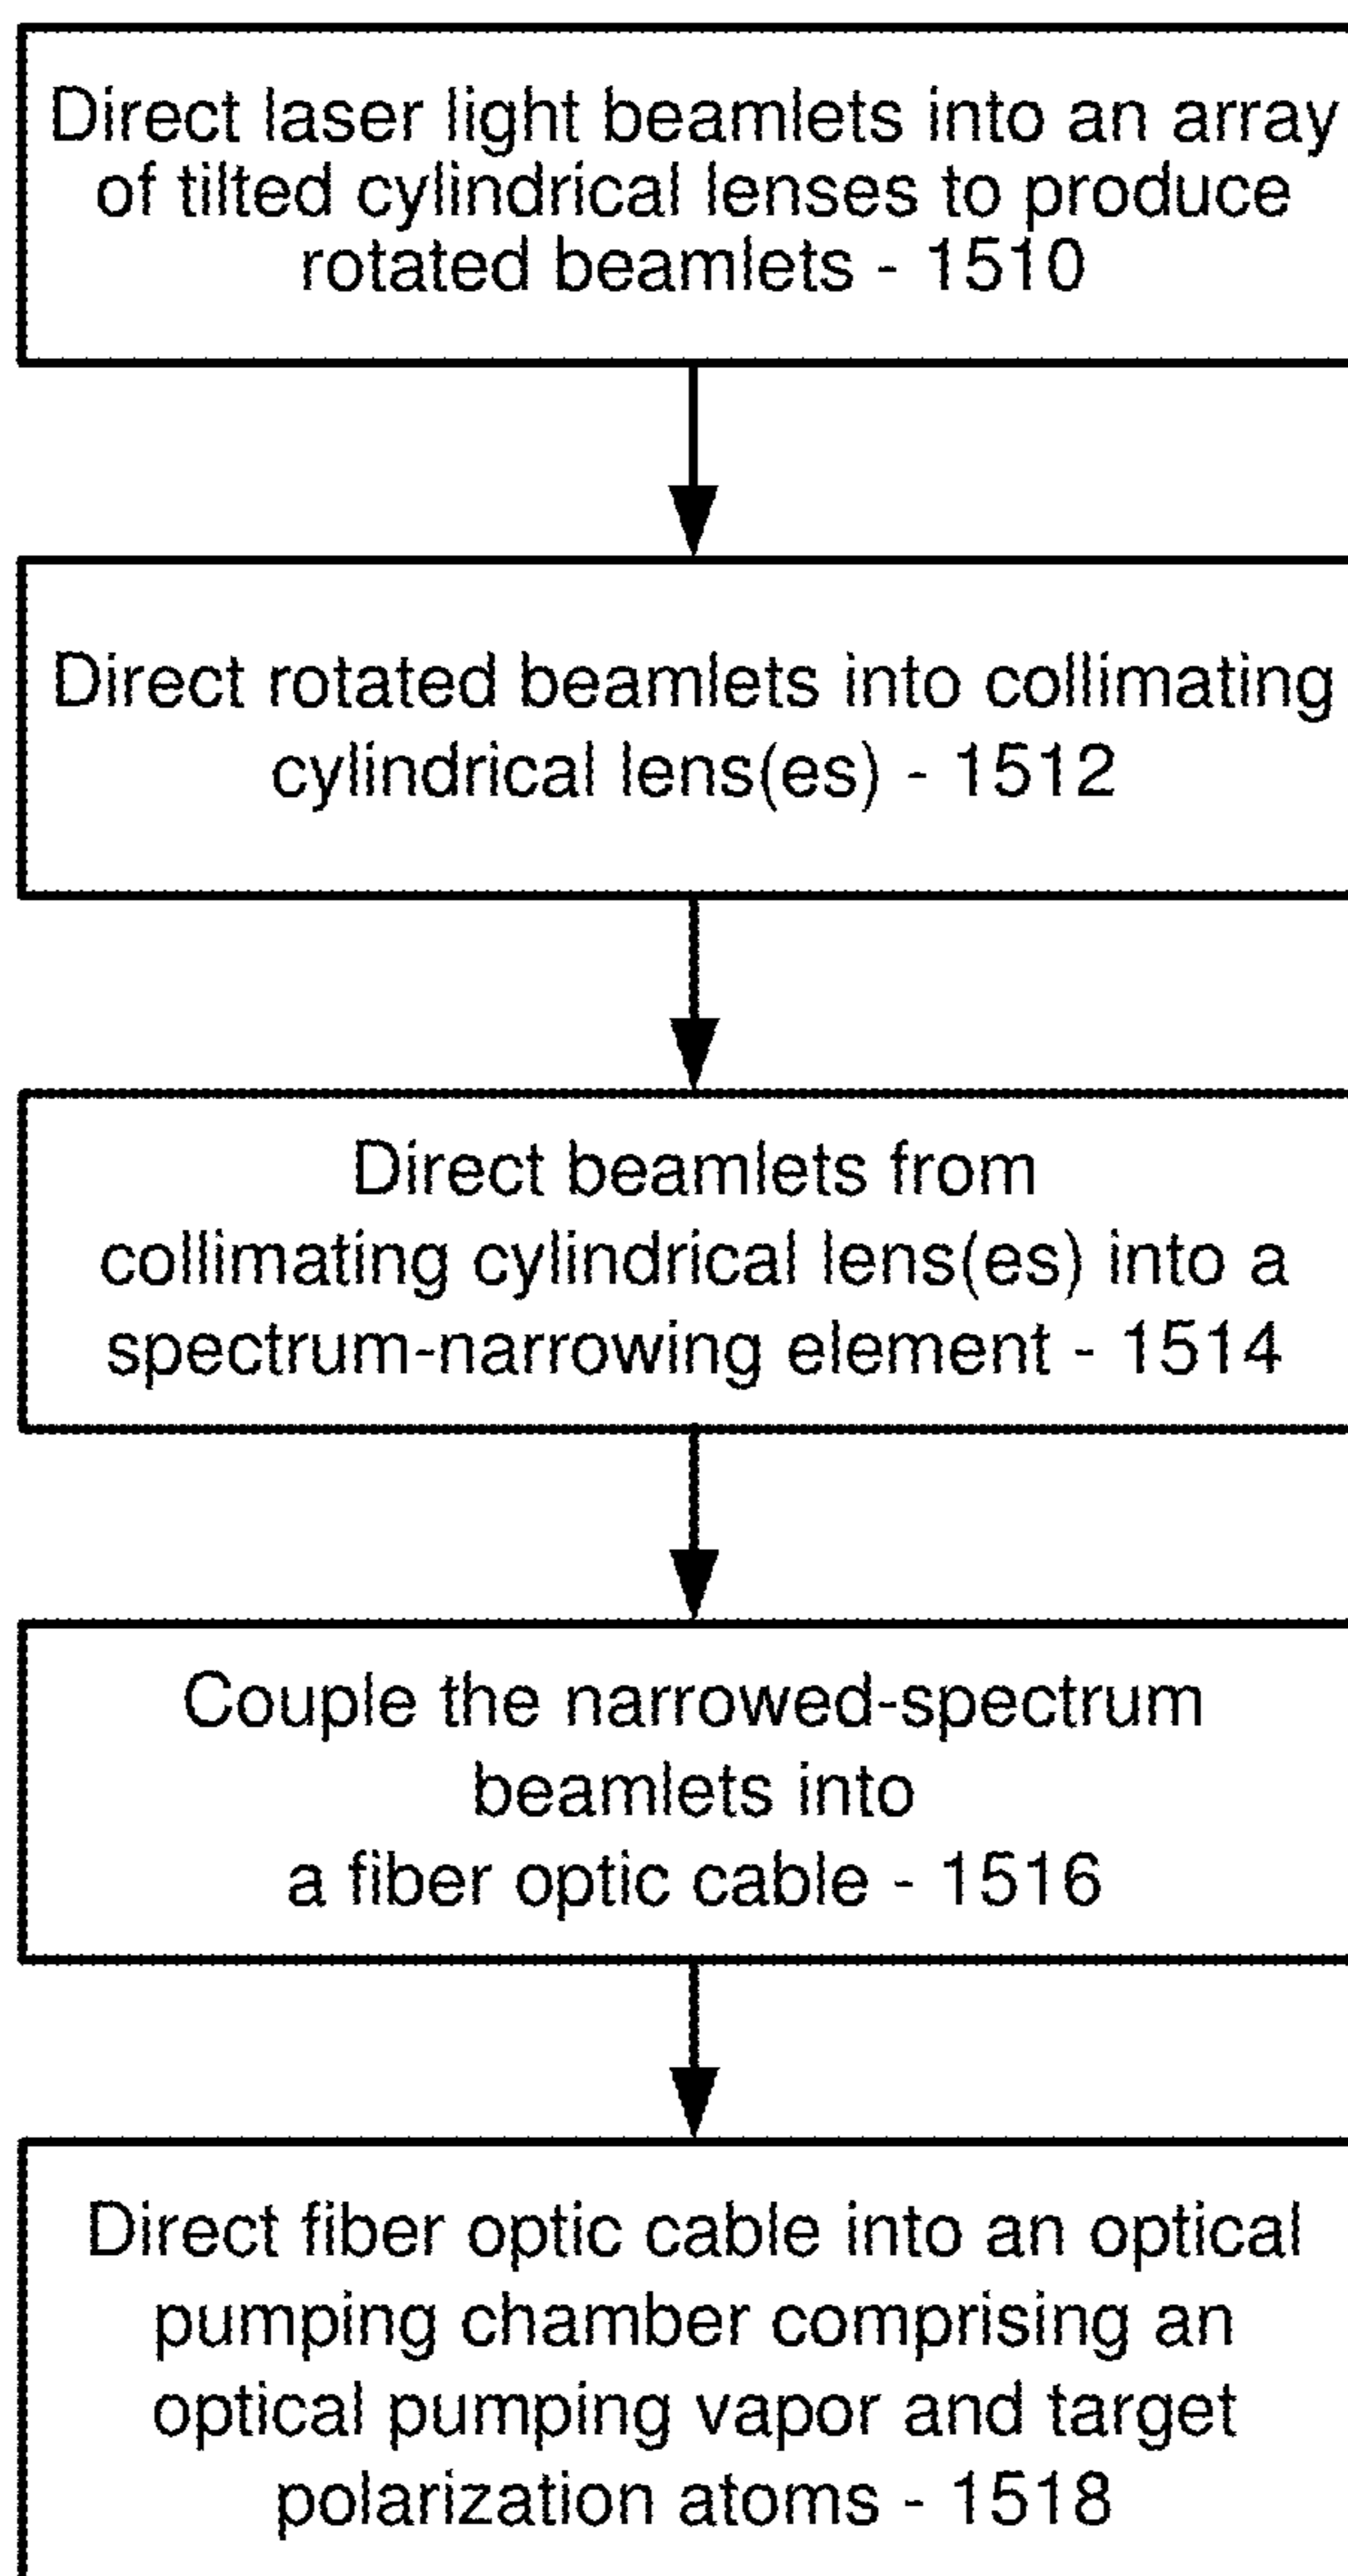 Direct laser light beamlets into an array
of tilted cylindrical lenses to produce
rotated beamlets - 1510
Direct rotated beamlets into collimating
cylindrical lens(es) - 1512
Direct beamlets from
collimating cylindrical lens(es) into a
spectrum-narrowing element - 1514
Couple the narrowed-spectrum
beamlets into
a fiber optic cable - 1516
Direct fiber optic cable into an optical
pumping chamber comprising an
optical pumping vapor and target
polarization atoms - 1518